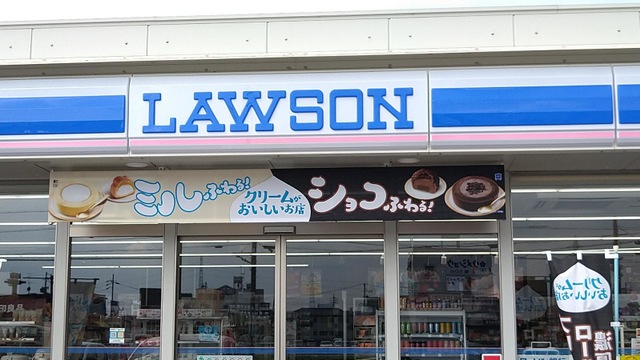 LAWSON
ミルふわる!
クリームが
おいしいお店
ショコふわる!
クリームが
おいしい
お店